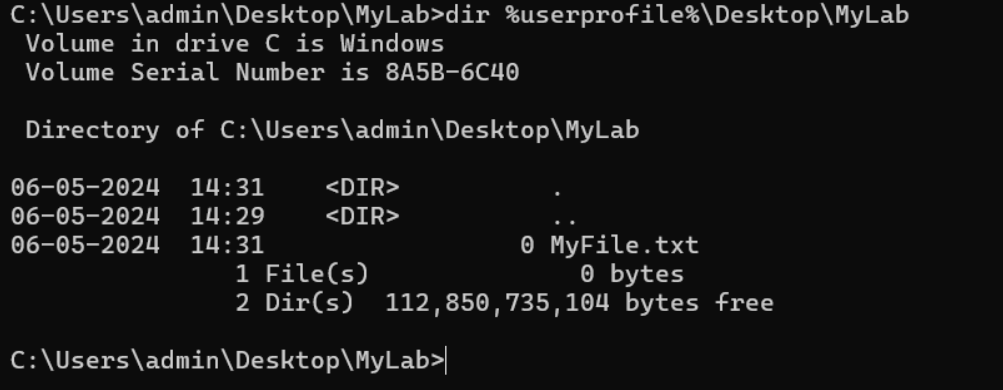 C:\Users\admin\Desktop\MyLab>dir %userprofile%\Desktop\MyLab
 Volume in drive C is Windows
 Volume Serial Number is 8A5B-6C40

 Directory of C:\Users\admin\Desktop\MyLab

06-05-2024  14:31    <DIR>          .
06-05-2024  14:29    <DIR>          ..
06-05-2024  14:31                 0 MyFile.txt
               1 File(s)              0 bytes
               2 Dir(s)  112,850,735,104 bytes free

C:\Users\admin\Desktop\MyLab>